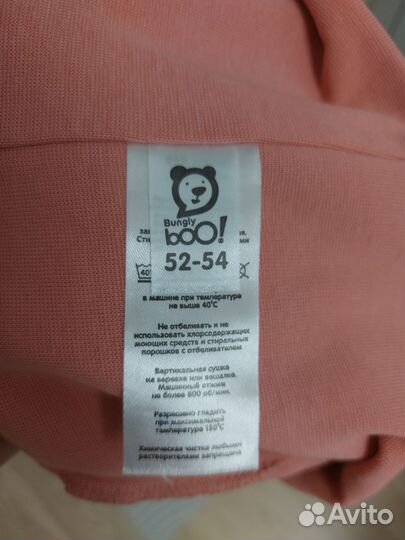 Bungly
boo!
52-54
40°
в машине при температуре
не выше 40°С
Не отбеливать и не
использовать хлорсодержащих
моющих средств и стиральных
порошков с отбеливателем
Вертикальная сушка
на веревке или вешалке.
Машинный отжим
не более 800 об/мин.
Разрешено гладить
при максимальной
температуре 150°С
Химическая чистка любыми
растворителями запрещена
Avito